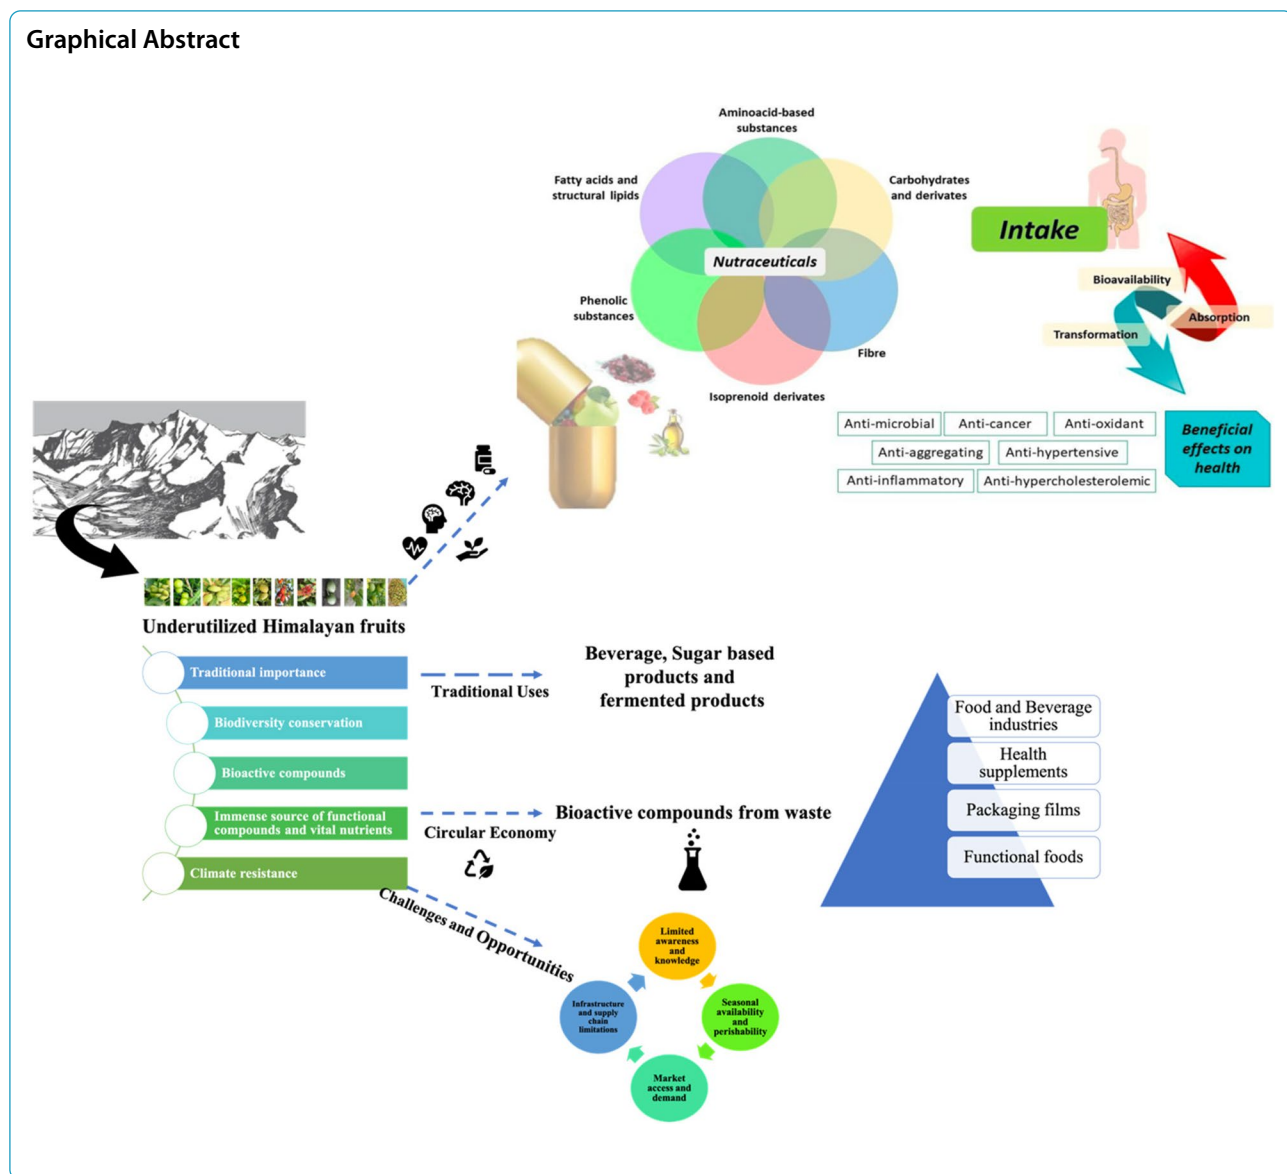 Graphical Abstract
Aminoacid-based
substances
Fatty acids and
structural lipids
Carbohydrates
and derivates
Nutraceuticals
Phenolic
substances
Fibre
Isoprenoid derivates
Intake
Bioavailability
Absorption
Transformation
Anti-microbial
Anti-cancer
Anti-oxidant
Anti-aggregating
Anti-hypertensive
Anti-inflammatory
Anti-hypercholesterolemic
Beneficial
effects on
health
Underutilized Himalayan fruits
Traditional importance
Biodiversity conservation
Bioactive compounds
Immense source of functional
compounds and vital nutrients
Climate resistance
Traditional Uses
Beverage, Sugar based
products and
fermented products
Circular Economy
Bioactive compounds from waste
Challenges and Opportunities
Limited
awareness
and
knowledge
Seasonal
availability
and
perishability
Market
access and
demand
Infrastructure
and supply
chain
limitations
Food and Beverage
industries
Health
supplements
Packaging films
Functional foods